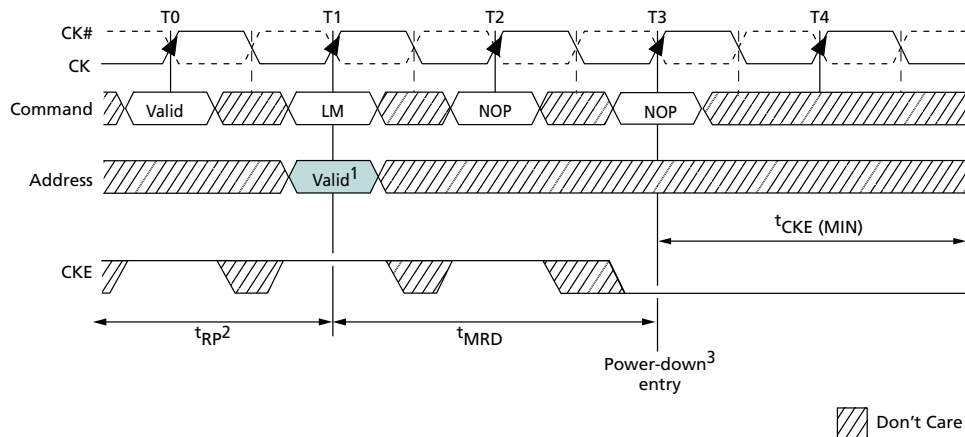 T0 T1 T2 T3 T4
CK#
CK
Command Valid LM NOP NOP
Address Valid1
tCKE (MIN)
CKE
tRP2 tMRD
Power-down3
entry
Don't Care